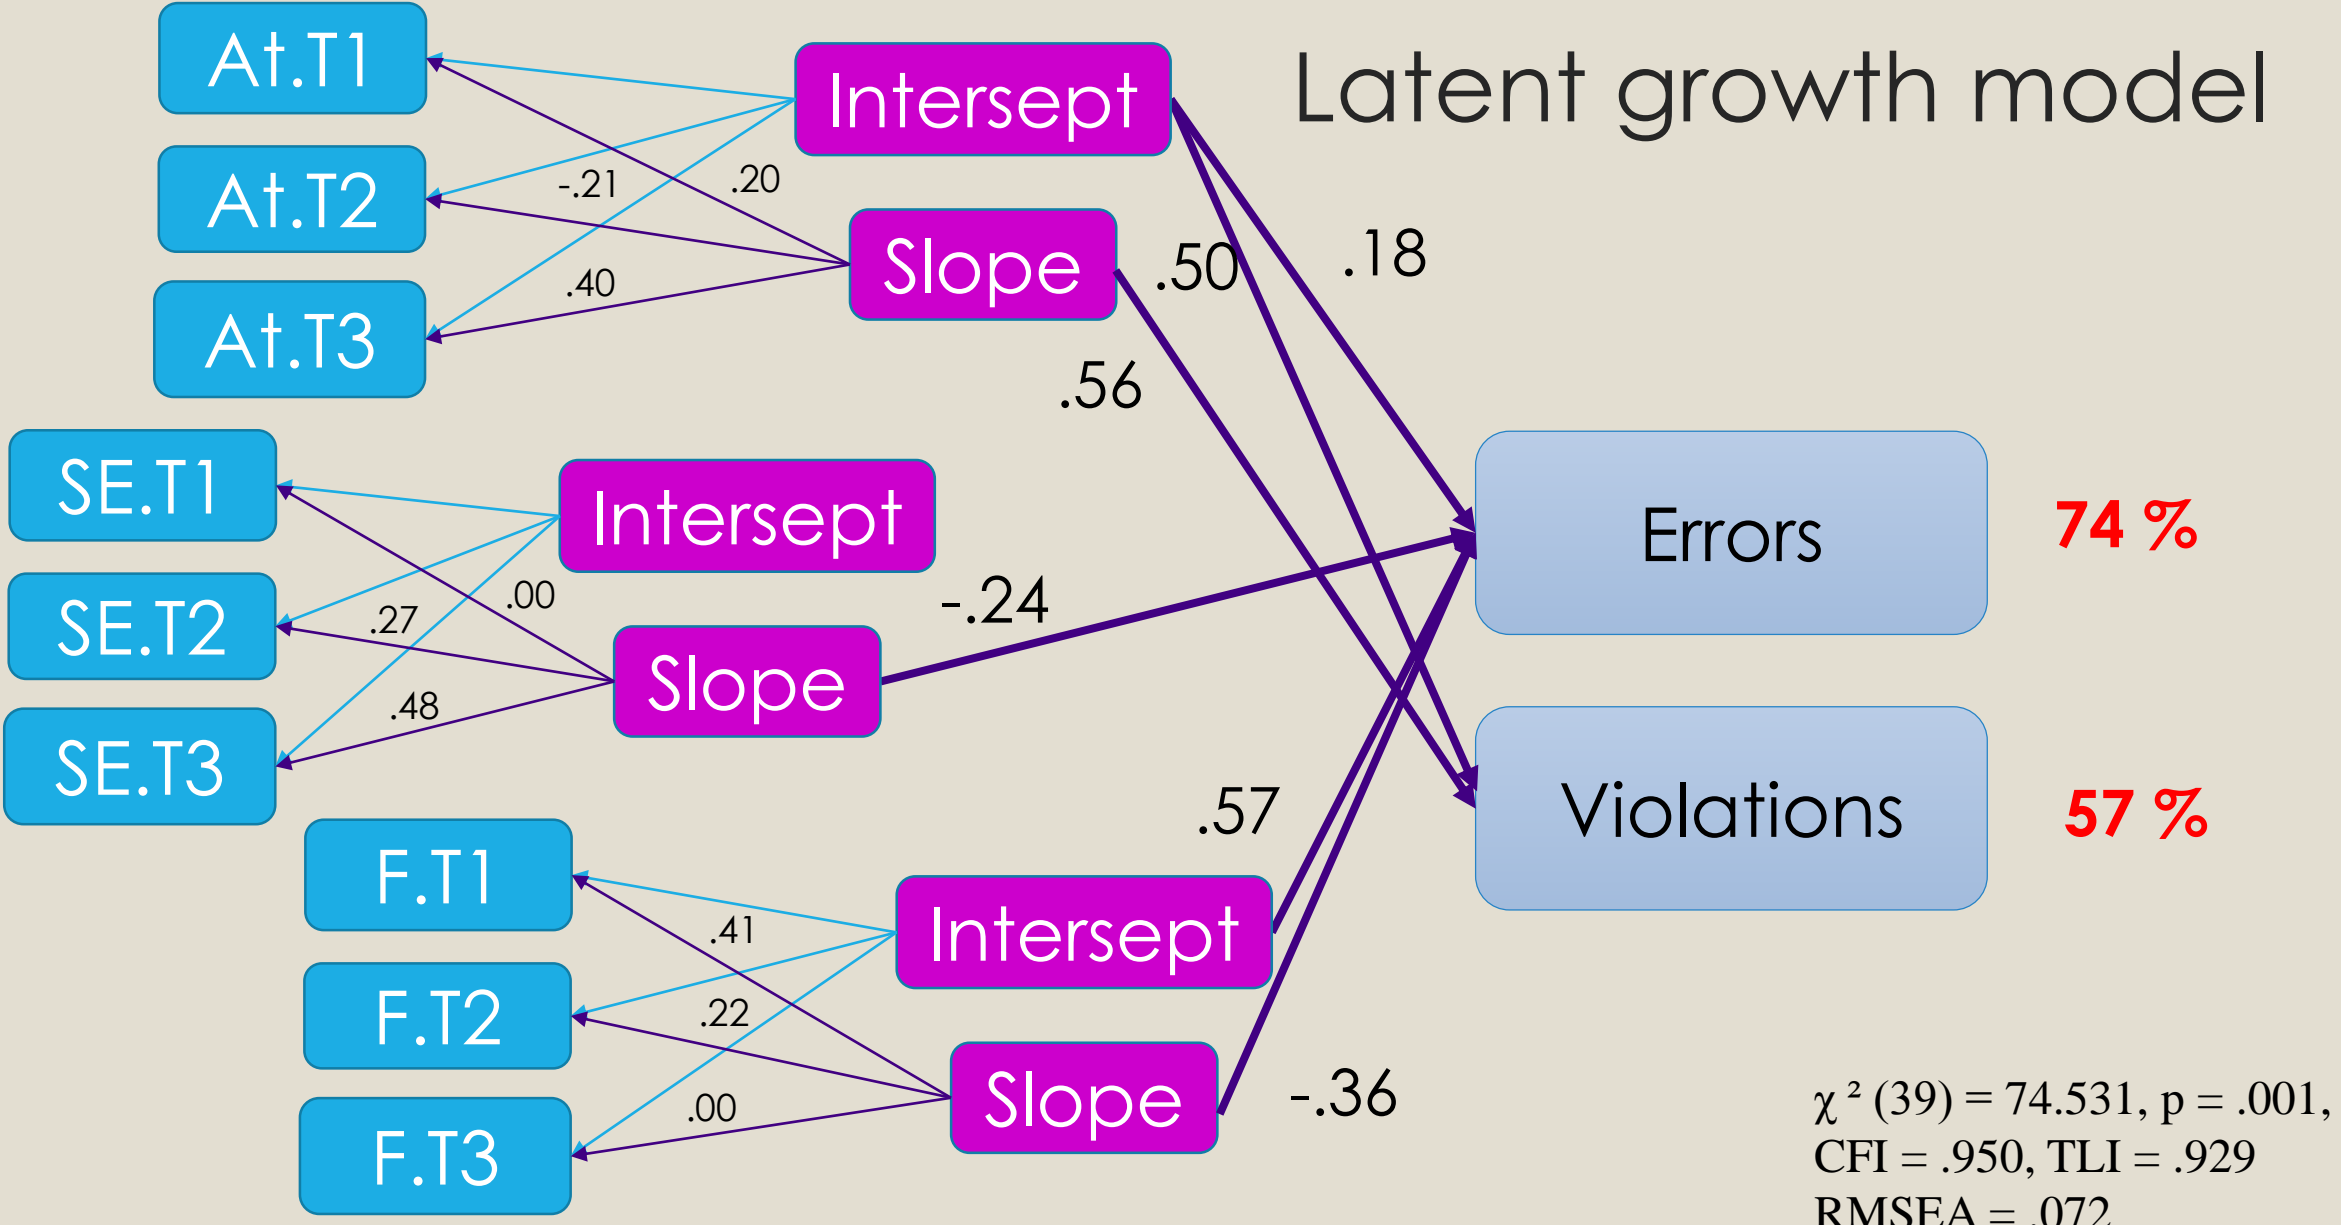 Latent growth model
At.T1
At.T2
At.T3
Intersept
Slope
-.21
.20
.40
.50
.18
.56
SE.T1
SE.T2
SE.T3
Intersept
Slope
.00
.27
.48
-.24
Errors
74 %
Violations
57 %
F.T1
F.T2
F.T3
Intersept
Slope
.41
.22
.00
.57
-.36
χ ² (39) = 74.531, p = .001,
CFI = .950, TLI = .929
RMSEA = .072